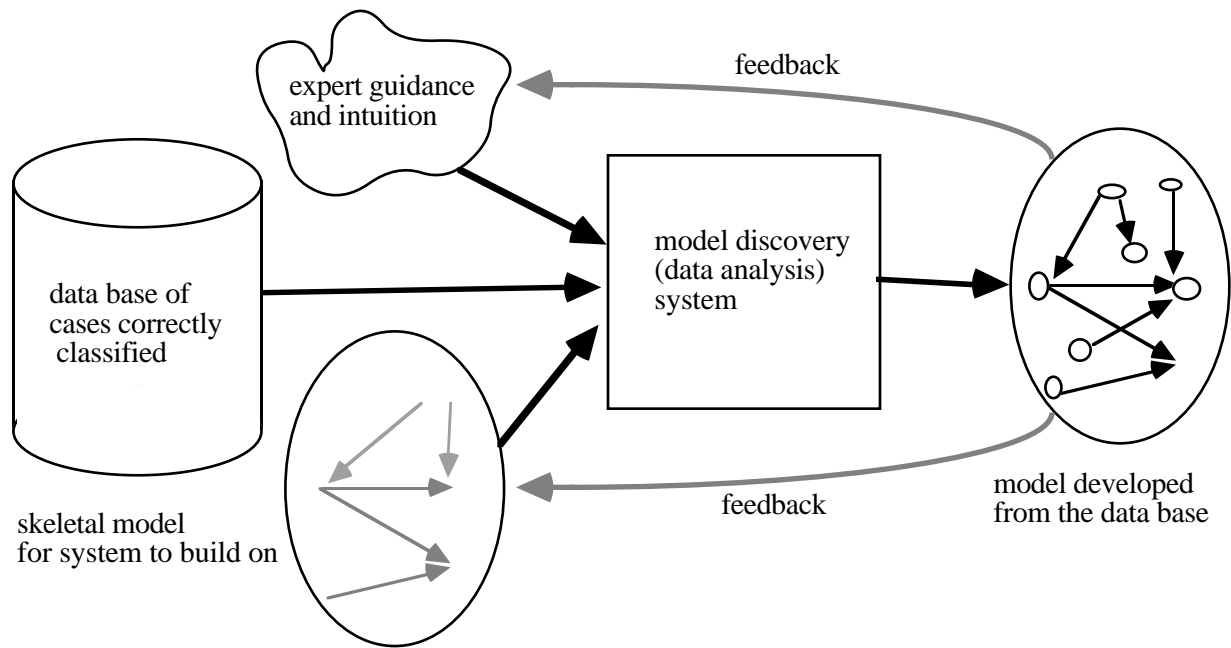 feedback
expert guidance
and intuition
model discovery
(data analysis)
system
data base of
cases correctly
classified
feedback
model developed
from the data base
skeletal model
for system to build on